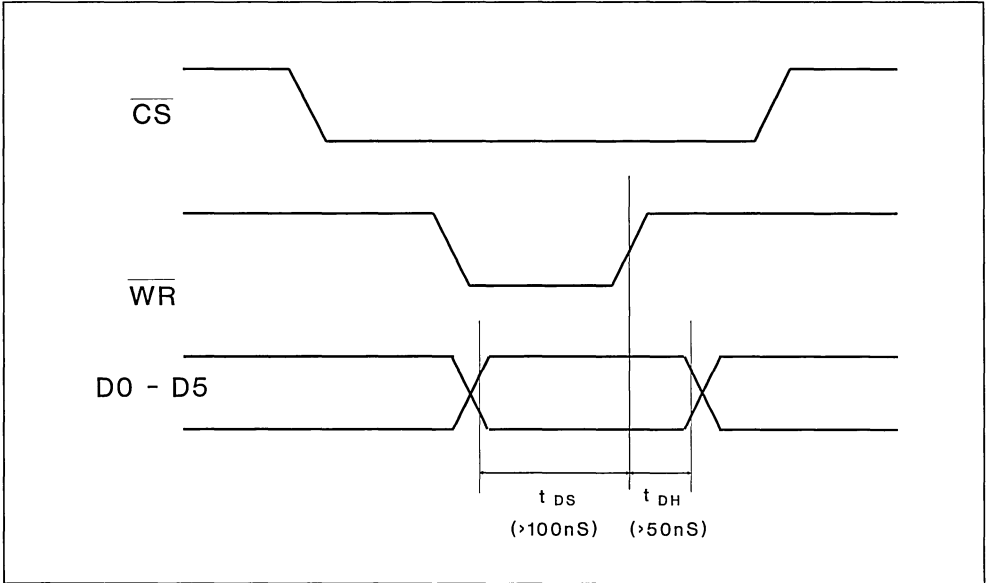 CS
WR
D0 - D5
t DS
t DH
(>100nS)
(>50nS)